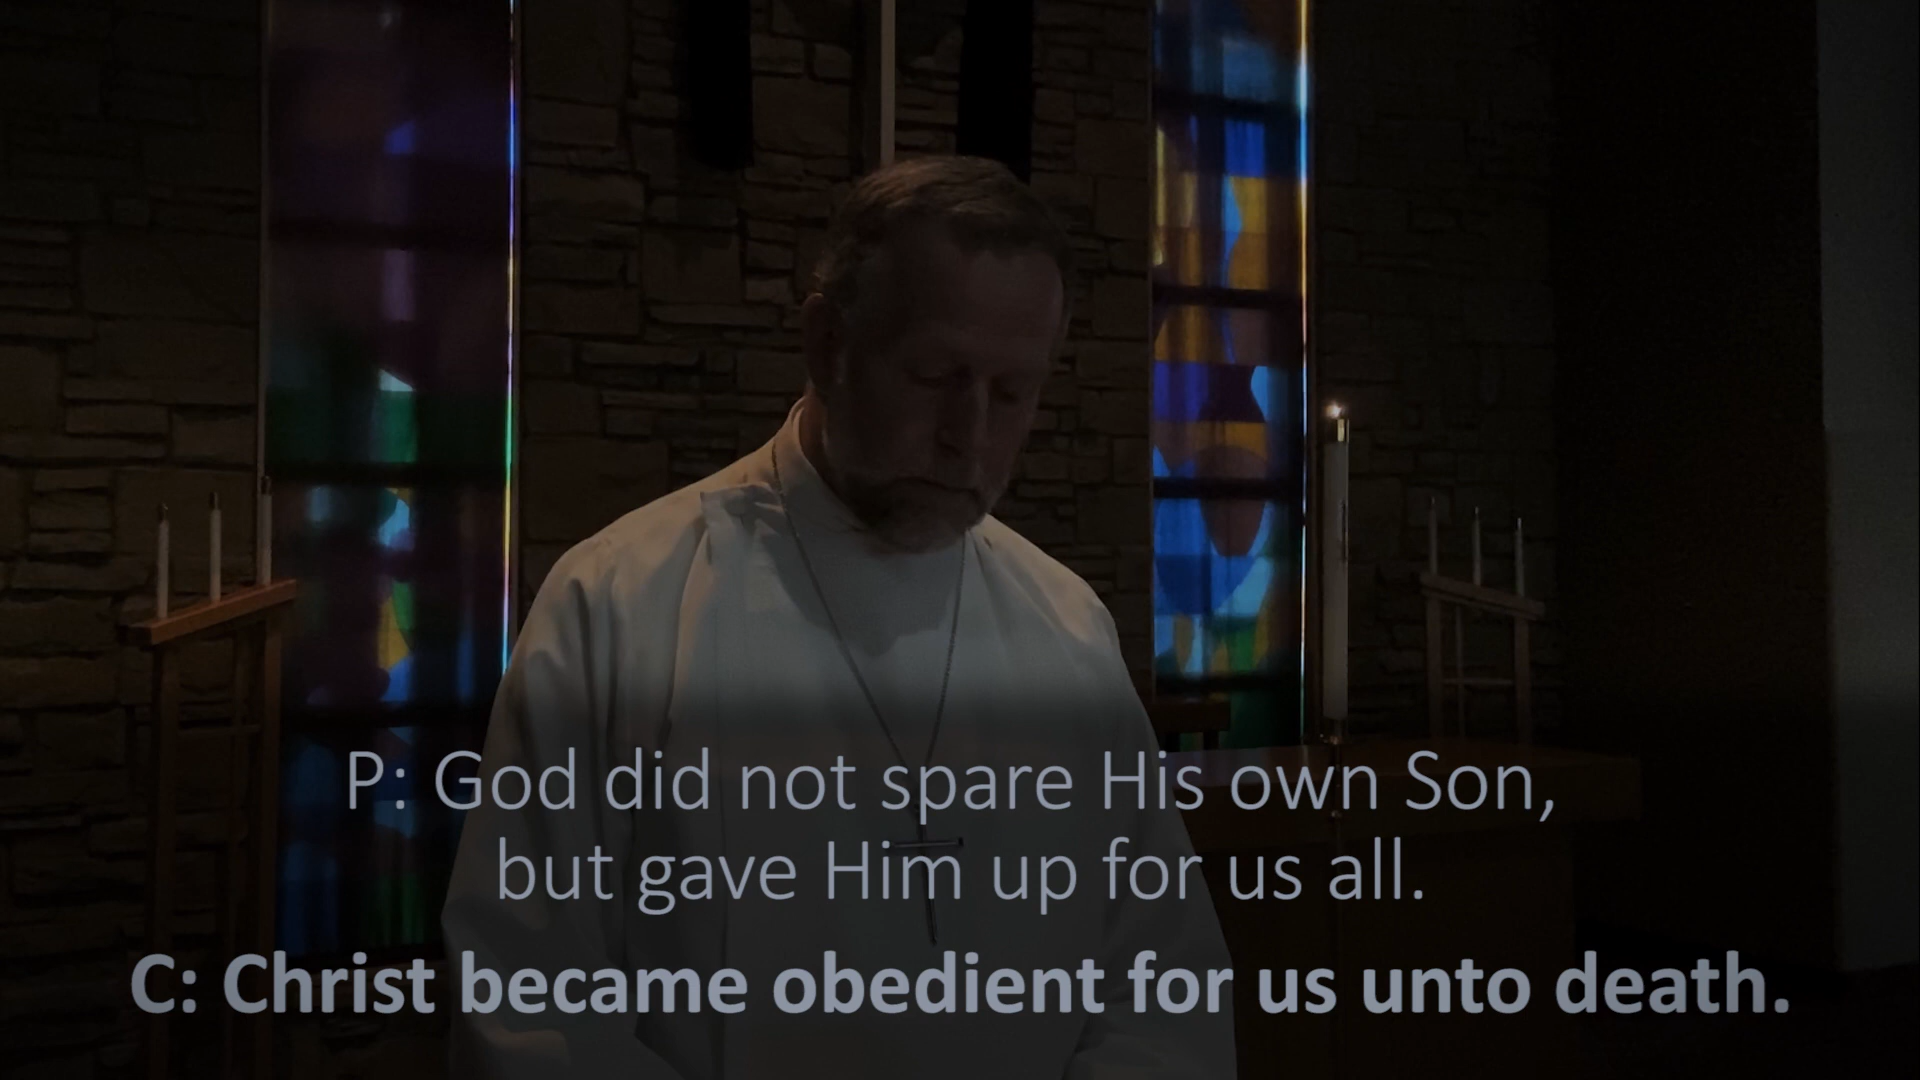 P: God did not spare His own Son,
but gave Him up for us all.
C: Christ became obedient for us unto death.